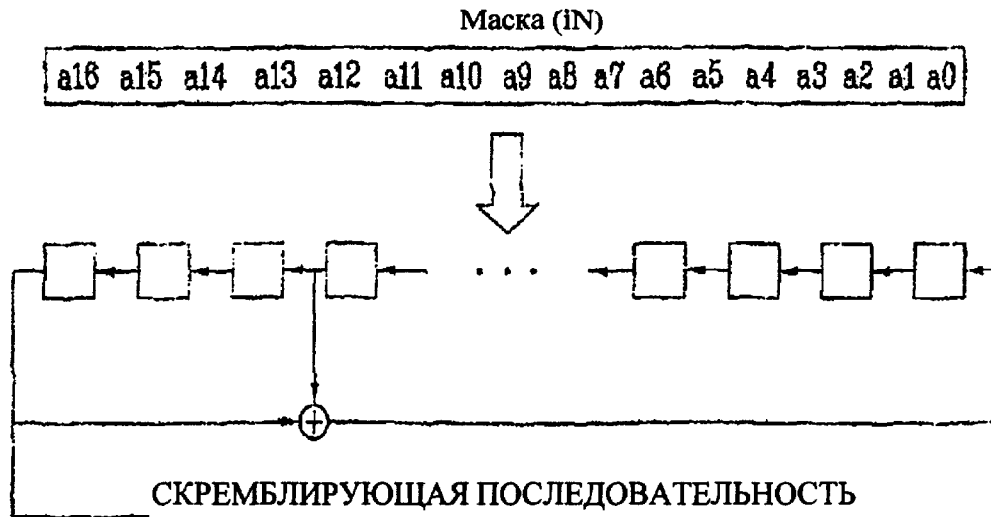 Маска (iN)
a16 a15 a14 a13 a12 a11 a10 a9 a8 a7 a6 a5 a4 a3 a2 a1 a0
СКРЕМБЛИРУЮЩАЯ ПОСЛЕДОВАТЕЛЬНОСТЬ